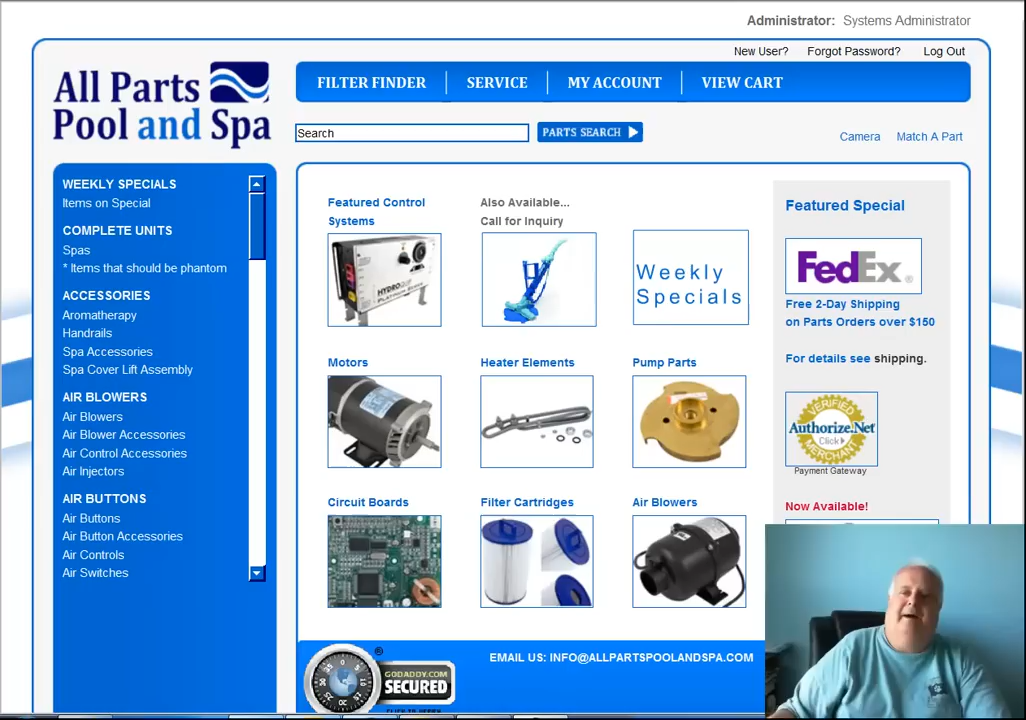 Administrator: Systems Administrator
New User? Forgot Password? Log Out
All Parts
Pool and Spa
FILTER FINDER SERVICE MY ACCOUNT VIEW CART
Search PARTS SEARCH
Camera Match A Part
WEEKLY SPECIALS
Items on Special
COMPLETE UNITS
Spas
* Items that should be phantom
ACCESSORIES
Aromatherapy
Handrails
Spa Accessories
Spa Cover Lift Assembly
AIR BLOWERS
Air Blowers
Air Blower Accessories
Air Control Accessories
Air Injectors
AIR BUTTONS
Air Buttons
Air Button Accessories
Air Controls
Air Switches
Featured Control
Systems
HYDROQUIP
Also Available...
Call for Inquiry
Weekly
Specials
Motors
Heater Elements
Pump Parts
Circuit Boards
Filter Cartridges
Air Blowers
Featured Special
FedEx®
Free 2-Day Shipping
on Parts Orders over $150
For details see shipping.
VERIFIED
Authorize.Net
Click
MERCHANT
Payment Gateway
Now Available!
GODADDY.COM
SECURED
®
EMAIL US: INFO@ALLPARTSPOOLANDSPA.COM